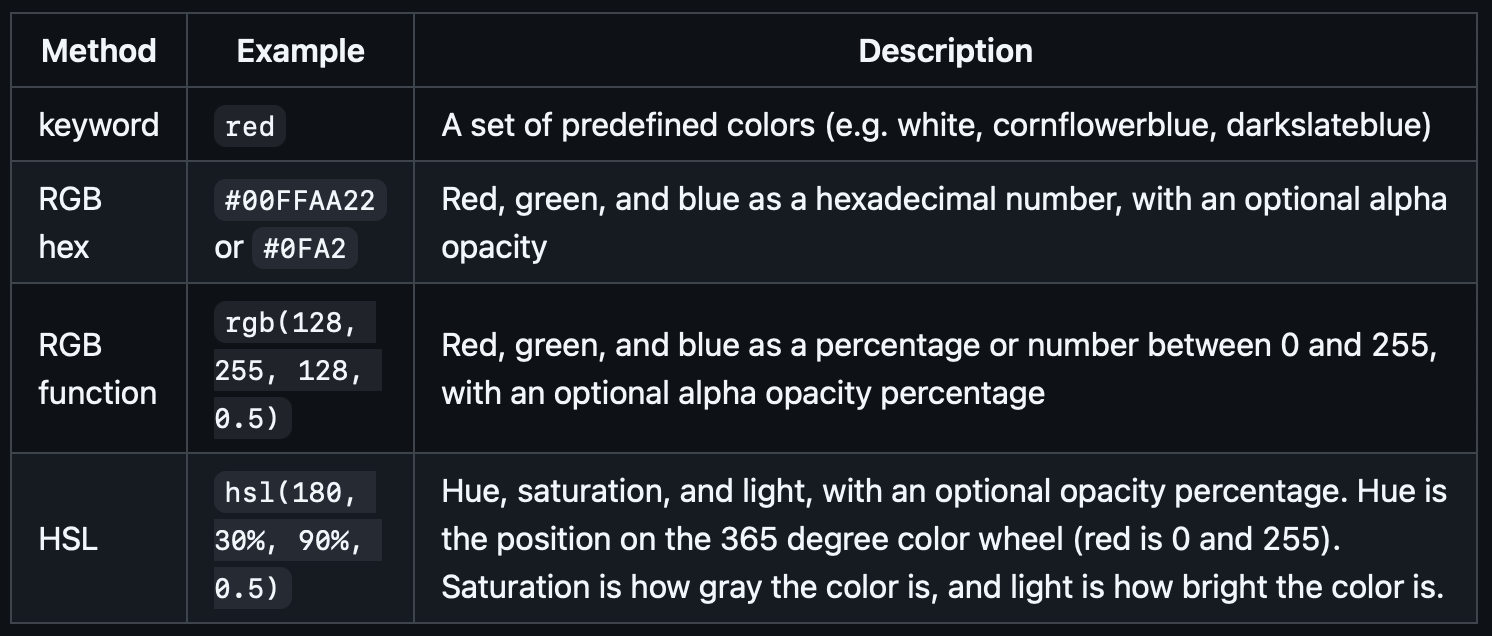 Method Example Description
keyword red A set of predefined colors (e.g. white, cornflowerblue, darkslateblue)
RGB
hex
#00FFAA22
or #0FA2
Red, green, and blue as a hexadecimal number, with an optional alpha
opacity
RGB
function
rgb(128,
255, 128,
0.5)
Red, green, and blue as a percentage or number between 0 and 255,
with an optional alpha opacity percentage
HSL
hsl(180,
30%, 90%,
0.5)
Hue, saturation, and light, with an optional opacity percentage. Hue is
the position on the 365 degree color wheel (red is 0 and 255).
Saturation is how gray the color is, and light is how bright the color is.